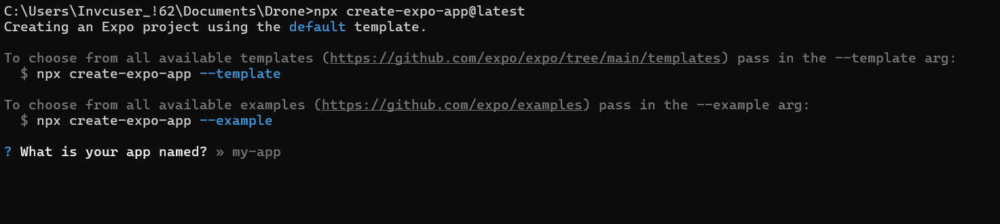 C:\Users\Invcuser_!62\Documents\Drone>npx create-expo-app@latest
Creating an Expo project using the default template.
To choose from all available templates (https://github.com/expo/expo/tree/main/templates) pass in the --template arg:
$ npx create-expo-app --template
To choose from all available examples (https://github.com/expo/examples) pass in the --example arg:
$ npx create-expo-app --example
? What is your app named? » my-app